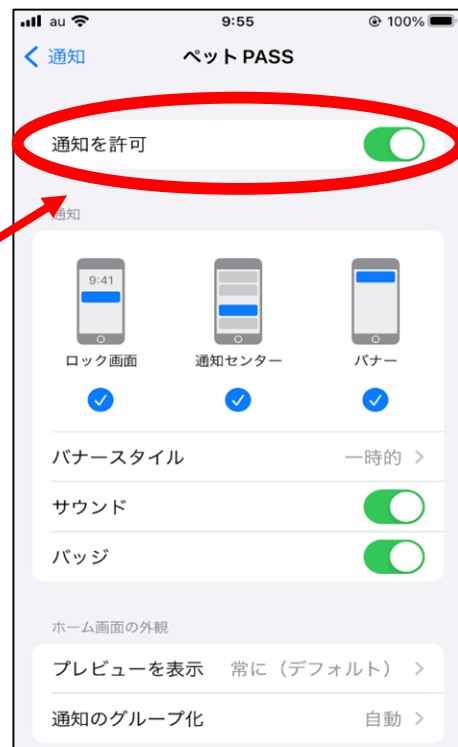 au 9:55 100%
通知 ペット PASS
通知を許可
通知
9:41
ロック画面 通知センター バナー
バナースタイル 一時的
サウンド
バッジ
ホーム画面の外観
プレビューを表示 常に（デフォルト）
通知のグループ化 自動